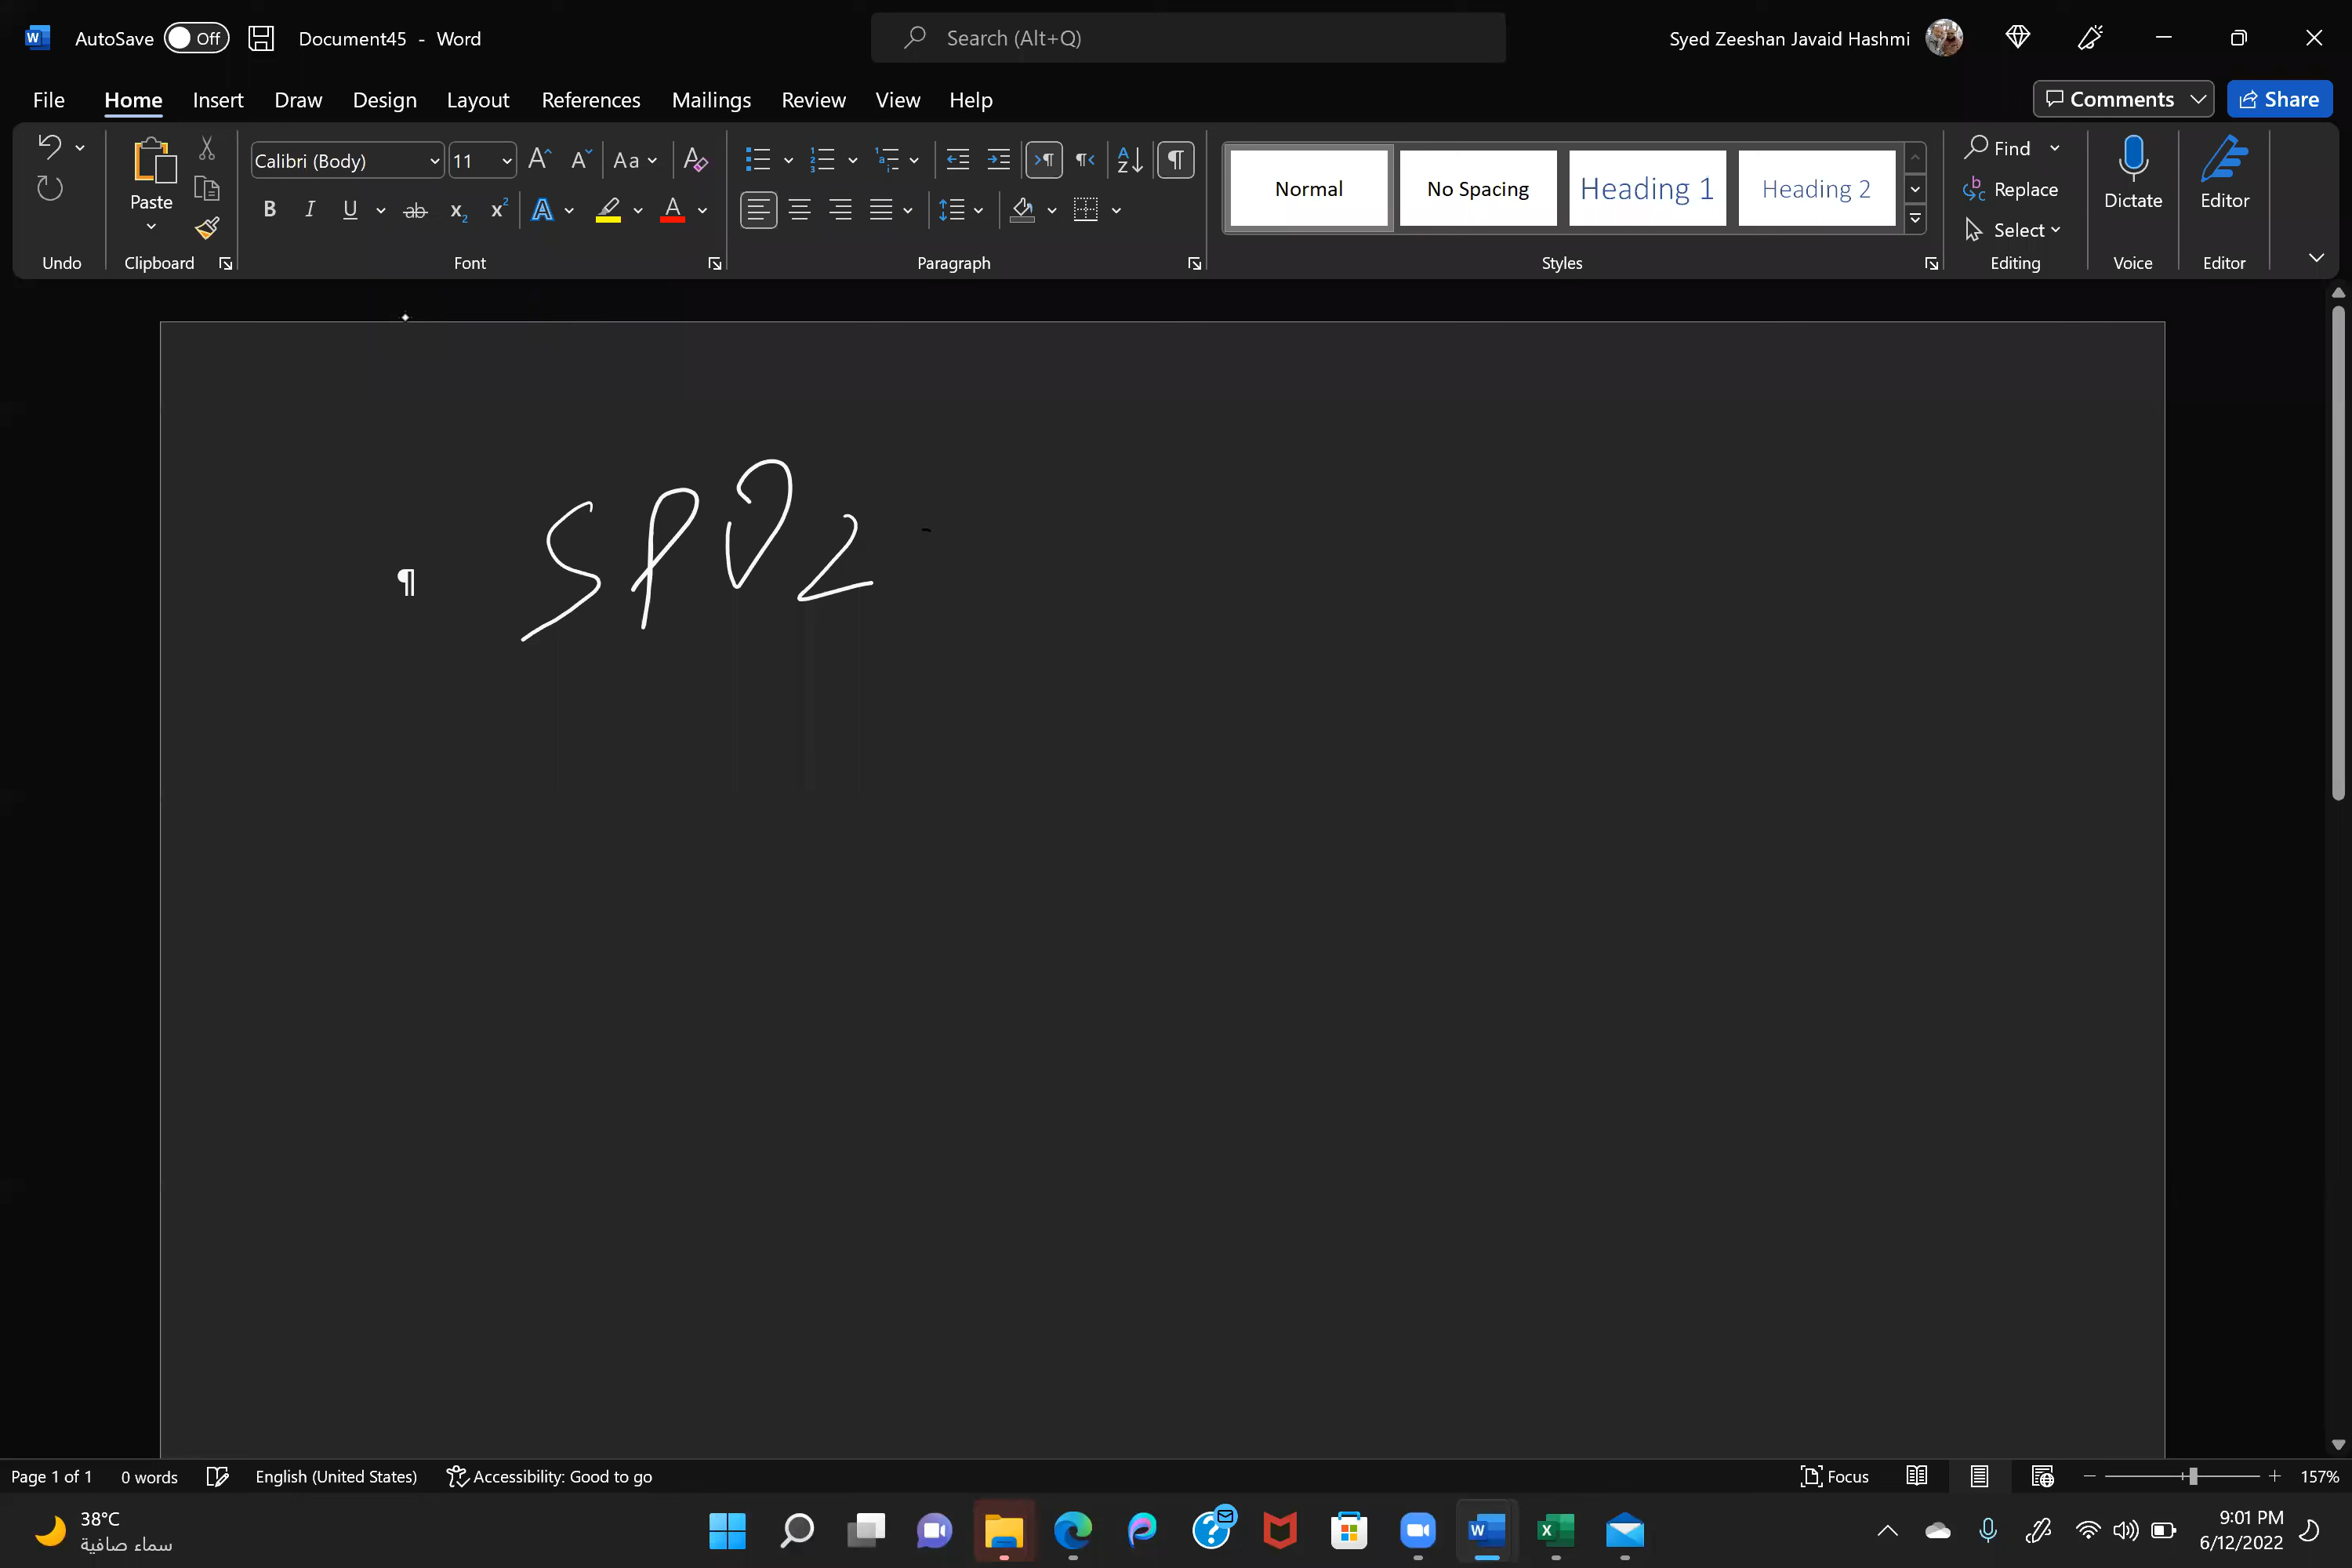 AutoSave Off Document45 - Word Search (Alt+Q) Syed Zeeshan Javaid Hashmi
File Home Insert Draw Design Layout References Mailings Review View Help Comments Share
Paste Calibri (Body) 11 Aa Normal No Spacing Heading 1 Heading 2 Find Replace Select Dictate Editor
Undo Clipboard Font Paragraph Styles Editing Voice Editor
¶ SPO2
Page 1 of 1 0 words English (United States) Accessibility: Good to go Focus 157%
38°C 9:01 PM
سماء صافية 6/12/2022